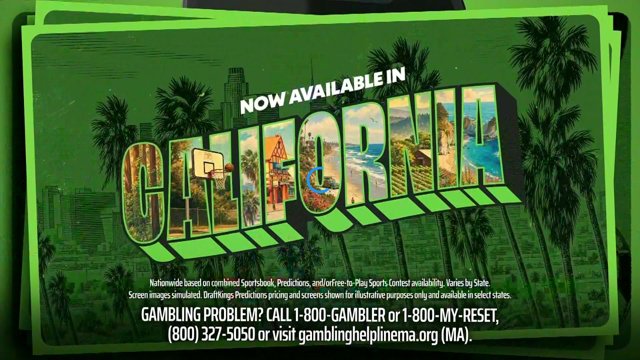 NOW AVAILABLE IN
CALIFORNIA
Nationwide based on combined Sportsbook, Predictions, and/orFree-to-Play Sports Contest availability. Varies by State.
Screen images simulated. DraftKings Predictions pricing and screens shown for illustrative purposes only and available in select states.
GAMBLING PROBLEM? CALL 1-800-GAMBLER or 1-800-MY-RESET,
(800) 327-5050 or visit gamblinghelplinema.org (MA).